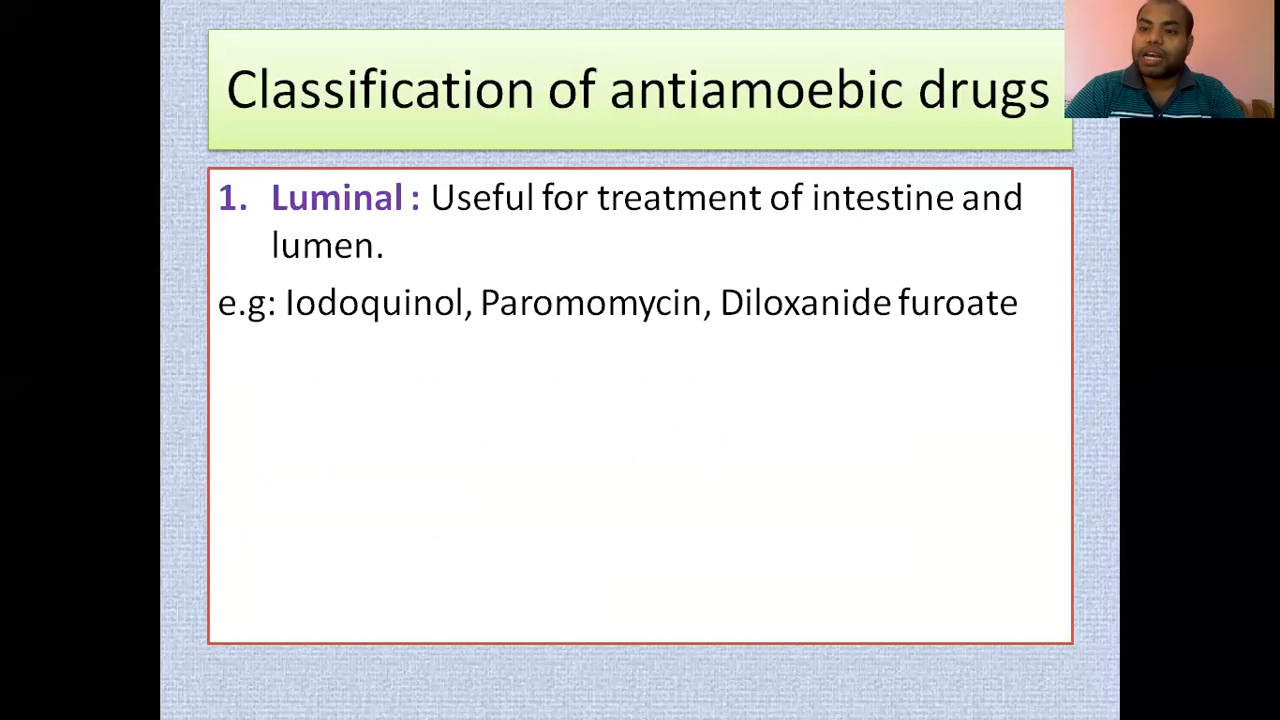 Classification of antiamoebic drugs
1. Luminal : Useful for treatment of intestine and
lumen.
e.g: Iodoquinol, Paromomycin, Diloxanide furoate